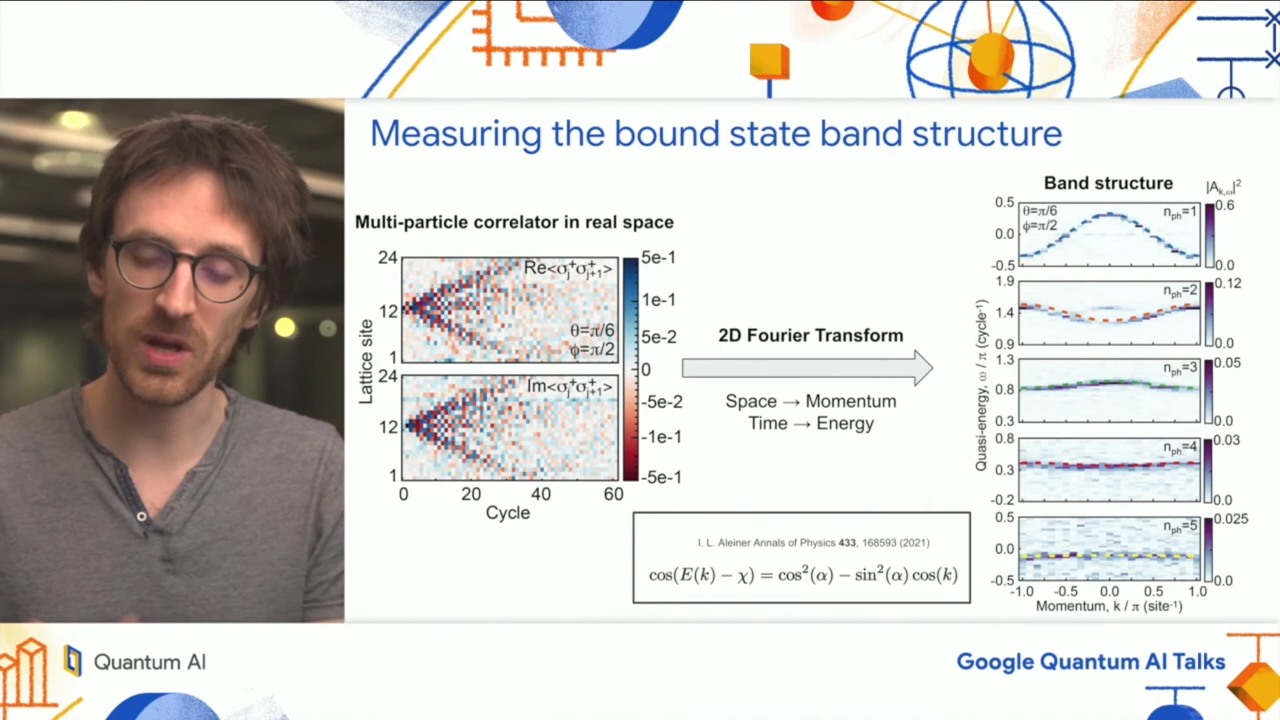 Measuring the bound state band structure
Multi-particle correlator in real space
24
12
1
Re<σⱼ⁺σ⁺ⱼ₊₁>
θ=π/6
ϕ=π/2
24
12
1
Im<σⱼ⁺σ⁺ⱼ₊₁>
Lattice site
0 20 40 60
Cycle
5e-1
1e-1
5e-2
0
-5e-2
-1e-1
-5e-1
2D Fourier Transform
Space → Momentum
Time → Energy
I. L. Aleiner Annals of Physics 433, 168593 (2021)
cos(E(k) − χ) = cos²(α) − sin²(α) cos(k)
Band structure
|Aₖ,ω|²
Quasi-energy, ω / π (cycle⁻¹)
0.5
0.0
-0.5
θ=π/6
ϕ=π/2
nₚₕ=1
0.6
0.0
1.9
1.4
0.9
nₚₕ=2
0.12
0.0
1.3
0.8
0.3
nₚₕ=3
0.05
0.0
0.8
0.3
-0.2
nₚₕ=4
0.03
0.0
0.5
0.0
-0.5
nₚₕ=5
0.025
0.0
-1.0 -0.5 0.0 0.5 1.0
Momentum, k / π (site⁻¹)
Quantum AI
Google Quantum AI Talks